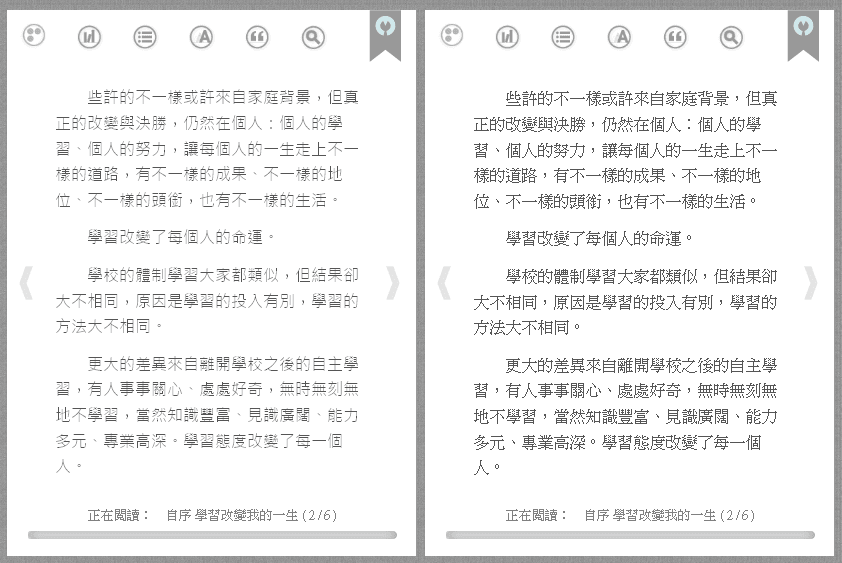 些許的不一樣或許來自家庭背景，但真
正的改變與決勝，仍然在個人：個人的學
習、個人的努力，讓每個人的一生走上不一
樣的道路，有不一樣的成果、不一樣的地
位、不一樣的頭銜，也有不一樣的生活。
學習改變了每個人的命運。
學校的體制學習大家都類似，但結果卻
大不相同，原因是學習的投入有別，學習的
方法大不相同。
更大的差異來自離開學校之後的自主學
習，有人事事關心、處處好奇，無時無刻無
地不學習，當然知識豐富、見識廣闊、能力
多元、專業高深。學習態度改變了每一個
人。
正在閱讀： 自序 學習改變我的一生 (2/6)
些許的不一樣或許來自家庭背景，但真
正的改變與決勝，仍然在個人：個人的學
習、個人的努力，讓每個人的一生走上不一
樣的道路，有不一樣的成果、不一樣的地
位、不一樣的頭銜，也有不一樣的生活。
學習改變了每個人的命運。
學校的體制學習大家都類似，但結果卻
大不相同，原因是學習的投入有別，學習的
方法大不相同。
更大的差異來自離開學校之後的自主學
習，有人事事關心、處處好奇，無時無刻無
地不學習，當然知識豐富、見識廣闊、能力
多元、專業高深。學習態度改變了每一個
人。
正在閱讀： 自序 學習改變我的一生 (2/6)